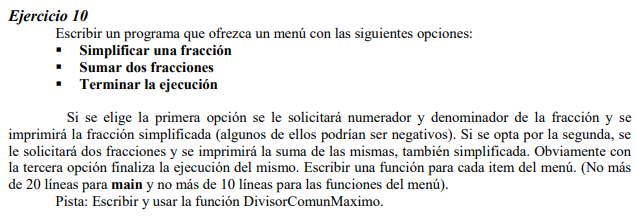 Ejercicio 10
Escribir un programa que ofrezca un menú con las siguientes opciones:
▪ Simplificar una fracción
▪ Sumar dos fracciones
▪ Terminar la ejecución
Si se elige la primera opción se le solicitará numerador y denominador de la fracción y se
imprimirá la fracción simplificada (algunos de ellos podrían ser negativos). Si se opta por la segunda, se
le solicitará dos fracciones y se imprimirá la suma de las mismas, también simplificada. Obviamente con
la tercera opción finaliza la ejecución del mismo. Escribir una función para cada item del menú. (No más
de 20 líneas para main y no más de 10 líneas para las funciones del menú).
Pista: Escribir y usar la función DivisorComunMaximo.